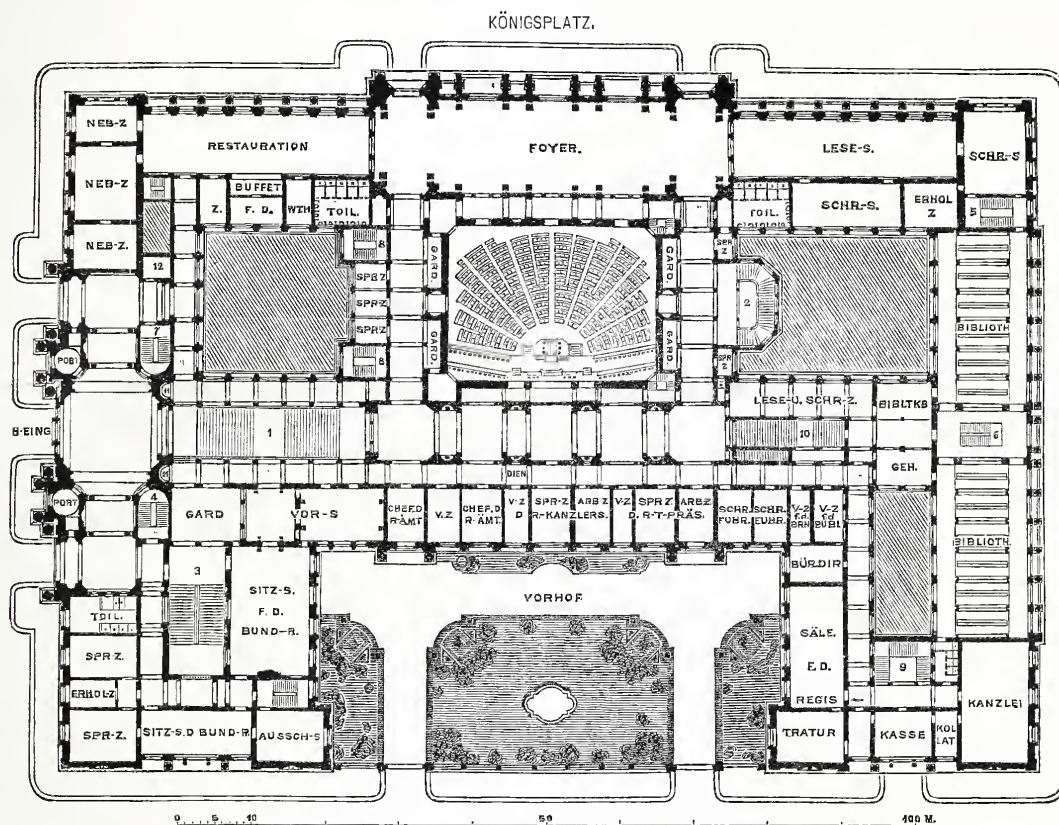 KÖNIGSPLATZ.
NEB-Z
RESTAURATION
FOYER.
LESE-S.
SCHR.-S
NEB-Z
BUFFET
Z.
F. D.
WTH
TOIL.
TOIL.
SCHR.-S.
ERHOL
Z
5
NEB-Z.
12
8
GARD
GARD.
SPR
Z
SPR Z
SPR-Z
SPR-Z
2
BIBLIOTH
7
PORT
8
GARD.
GARD.
SPR
Z
LESE-U. SCHR-Z.
BIBLTKB
H-EING
1
10
6
DIEN
GEH.
PORT
4
GARD
VOR-S
CHEF.D
R-ÄMT
V.Z
CHEF.D
R-ÄMT.
V-Z
D
SPR-Z
ARB Z
R.-KANZLERS.
V-Z
SPR Z
ARB Z
D. R-T-PRÄS.
SCHR.
FÜHR.
SCHR.
FÜHR.
V-Z
f.d.
BRH
V-Z
f.d
BÜBL
BIBLIOTH.
3
SITZ-S.
F. D.
BUND-R.
VORHOF
BÜRDIR
TOIL.
SPR-Z.
SÄLE.
F.D.
REGIS
9
ERHOL-Z
SPR-Z.
SITZ-S.D BUND-R.
AUSSCH-S
TRATUR
KASSE
KOL
LAT
KANZLEI
0 5 10 50 100 M.